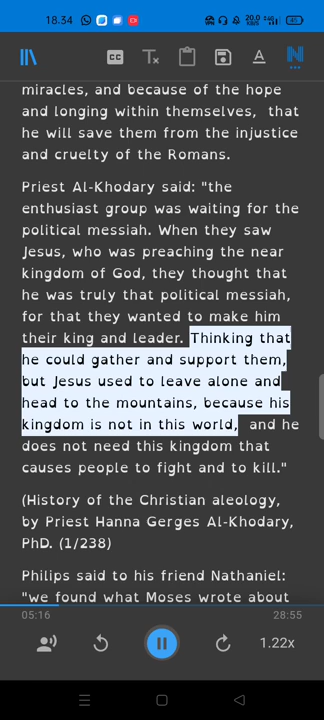 18.34
20.0
KB/s
45
CC
T×
A
N
miracles, and because of the hope
and longing within themselves, that
he will save them from the injustice
and cruelty of the Romans.
Priest Al-Khodary said: "the
enthusiast group was waiting for the
political messiah. When they saw
Jesus, who was preaching the near
kingdom of God, they thought that
he was truly that political messiah,
for that they wanted to make him
their king and leader. Thinking that
he could gather and support them,
but Jesus used to leave alone and
head to the mountains, because his
kingdom is not in this world, and he
does not need this kingdom that
causes people to fight and to kill."
(History of the Christian aleology,
by Priest Hanna Gerges Al-Khodary,
PhD. (1/238)
Philips said to his friend Nathaniel:
"we found what Moses wrote about
05:16
28:55
1.22x